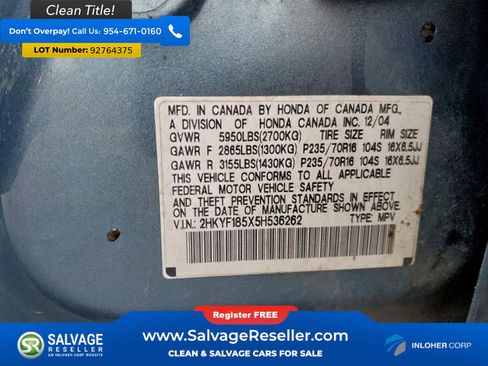 Clean Title!
Don't Overpay! Call Us: 954-671-0160
LOT Number: 92764375
MFD. IN CANADA BY HONDA OF CANADA MFG.,
A DIVISION OF HONDA CANADA INC. 12/04
GVWR 5950LBS(2700KG) TIRE SIZE RIM SIZE
GAWR F 2865LBS(1300KG) P235/70R16 104S 16X6.5JJ
GAWR R 3155LBS(1430KG) P235/70R16 104S 16X6.5JJ
THIS VEHICLE CONFORMS TO ALL APPLICABLE
FEDERAL MOTOR VEHICLE SAFETY
AND THEFT PREVENTION STANDARDS IN EFFECT
ON THE DATE OF MANUFACTURE SHOWN ABOVE.
V.I.N.: 2HKYF185X5H536262 TYPE: MPV
Register FREE
www.SalvageReseller.com
CLEAN & SALVAGE CARS FOR SALE
SALVAGE
RESELLER
AN INLOHER CORP WEBSITE
INLOHER CORP